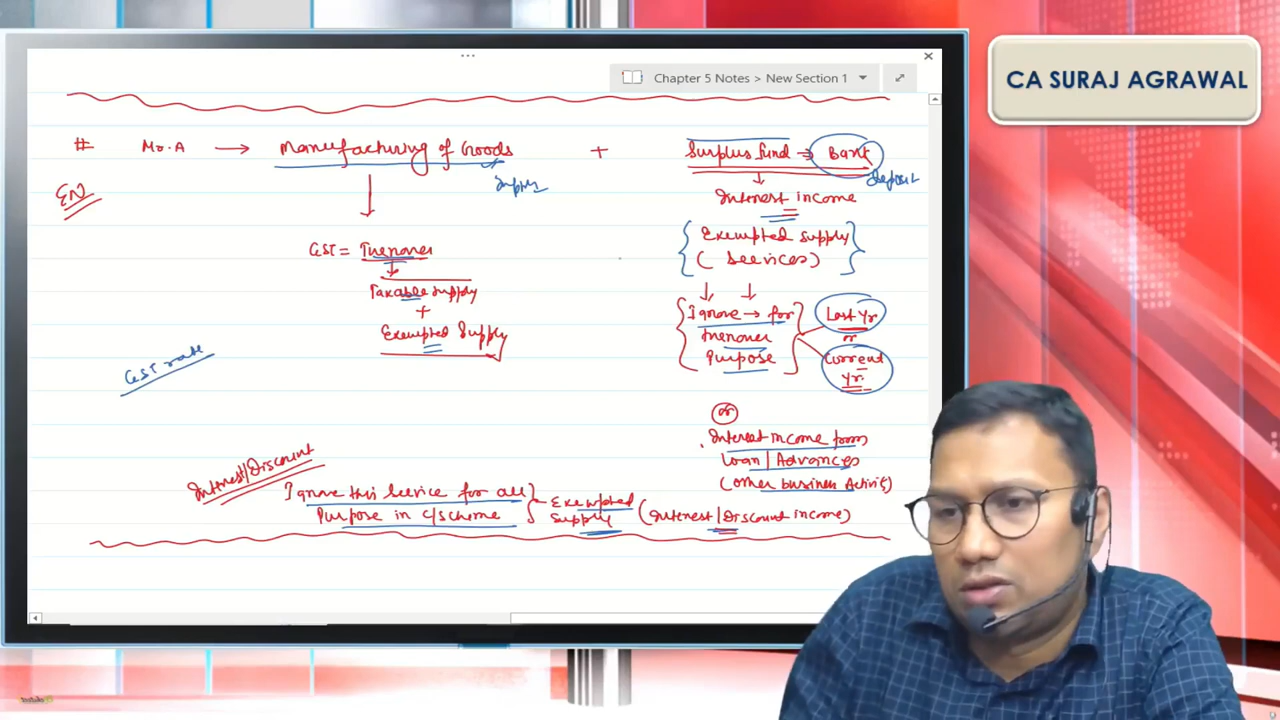 CA SURAJ AGRAWAL
Chapter 5 Notes > New Section 1
# Mr. A → Manufacturing of Goods + Surplus fund → Bank
Supply
deposit
EX
Interest income
{ Exempted supply
( Services) }
GST = Turnover
Taxable supply
+
Exempted Supply
{ Ignore → for
turnover
Purpose }
Last Yr
or
Current
Yr.
GST rate
or
Interest income from
Loan | Advances
(other business Activity)
Interest/Discount
Ignore this Service for all
Purpose in c/scheme } - Exempted
Supply (Interest | Discount income)